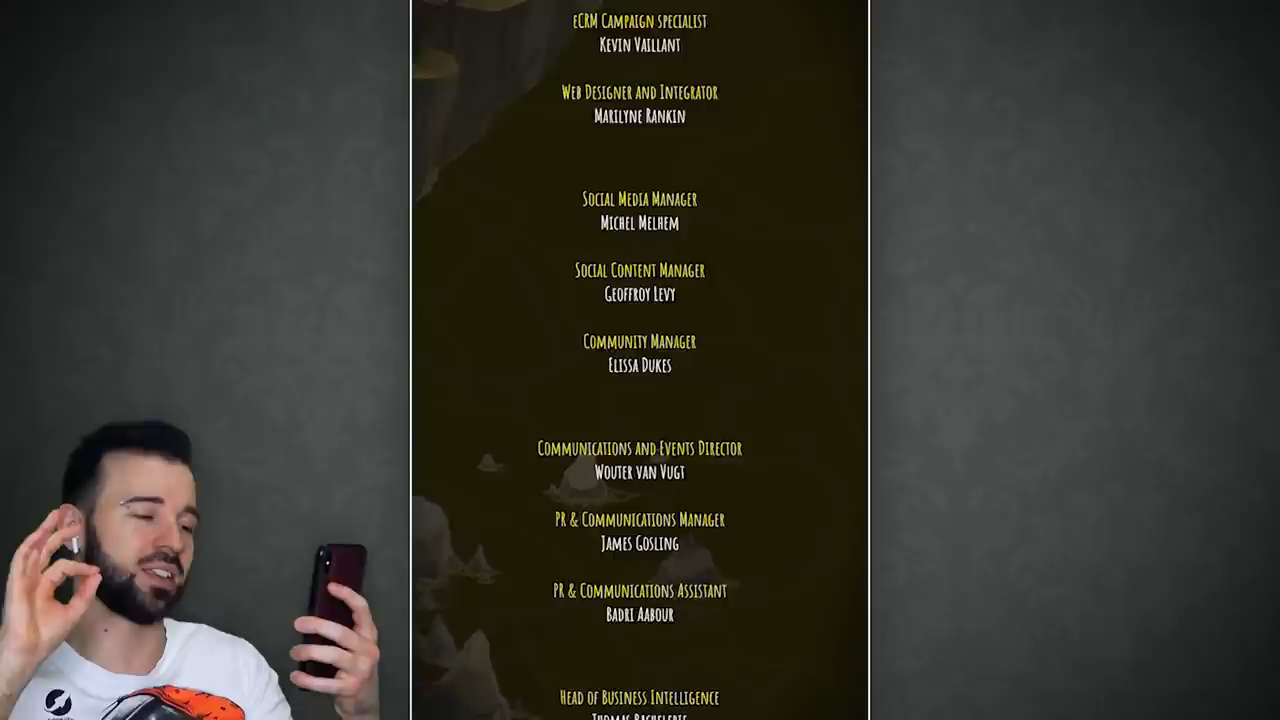 eCRM Campaign specialist
Kevin Vaillant
Web Designer and Integrator
Marilyne Rankin
Social Media Manager
Michel Melhem
Social Content Manager
Geoffroy Levy
Community Manager
Elissa Dukes
Communications and Events Director
Wouter van Vugt
PR & Communications Manager
James Gosling
PR & Communications Assistant
Badri Aabour
Head of Business Intelligence
Thomas Bachelerie